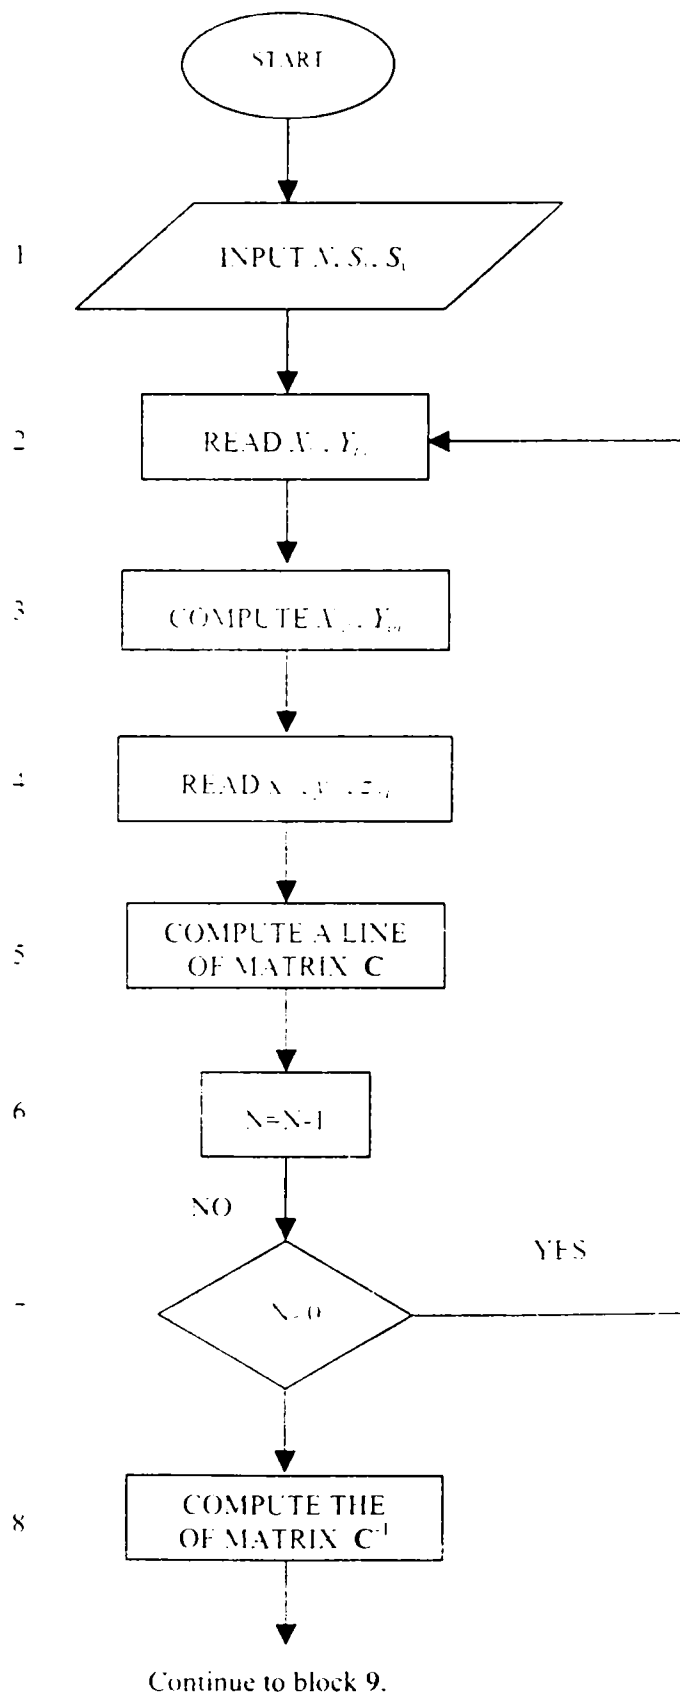 START
1
INPUT N, S
2
READ X , Y
3
COMPUTE X , Y
4
READ x , y , z
5
COMPUTE A LINE
OF MATRIX C
6
N=N-1
NO
YES
7
8
COMPUTE THE
OF MATRIX C⁻¹
Continue to block 9.